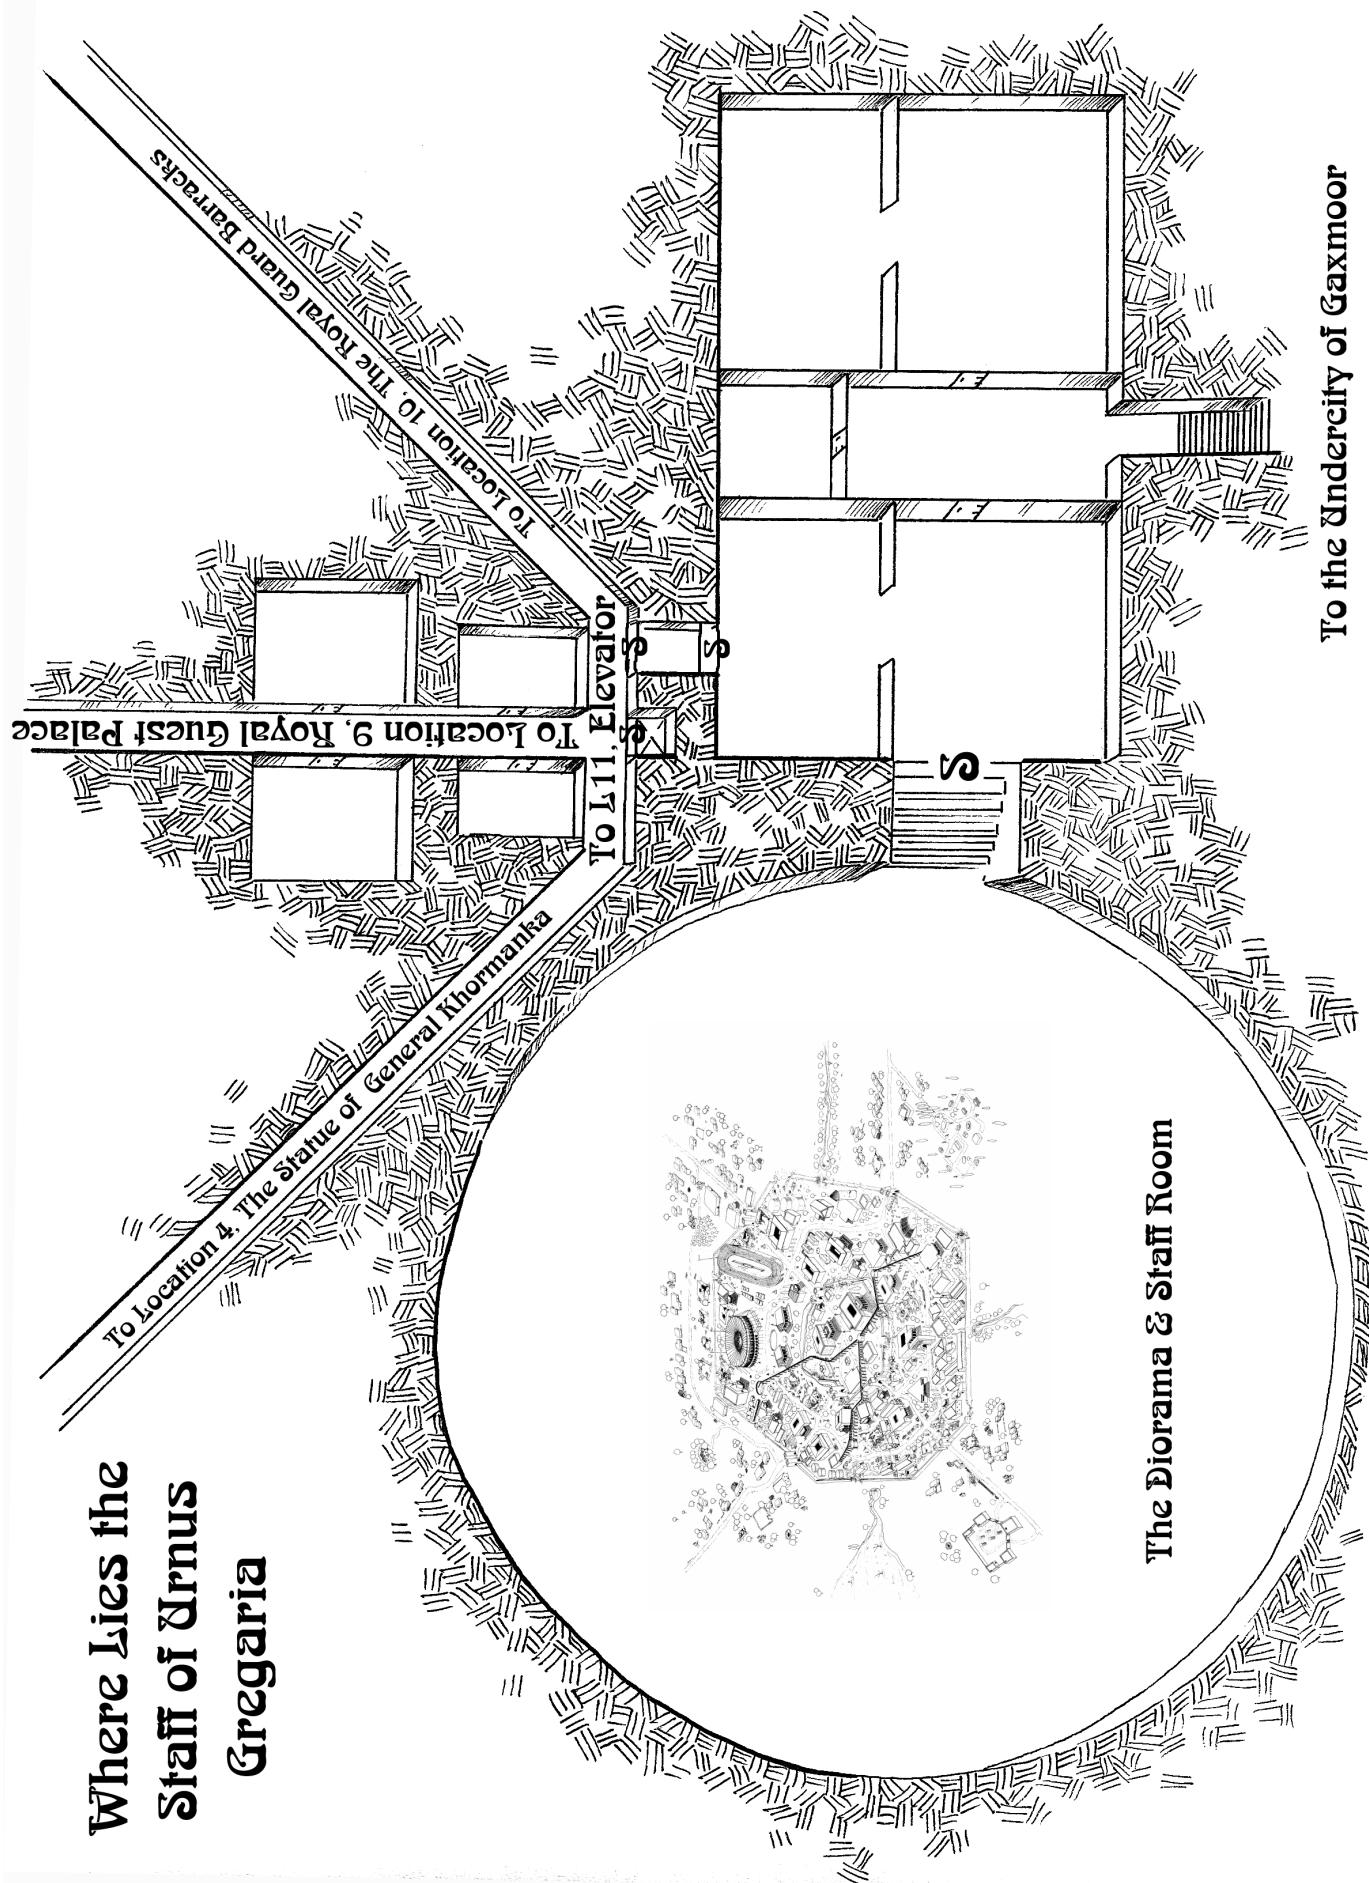 Where Lies the
Staff of Urnus
Gregaria
To Location 4, The Statue of General Khormanka
To L11, Elevator
To Location 9, Royal Guest Palace
To Location 10, The Royal Guard Barracks
S
S
S
S
The Diorama & Staff Room
To the Undercity of Gaxmoor